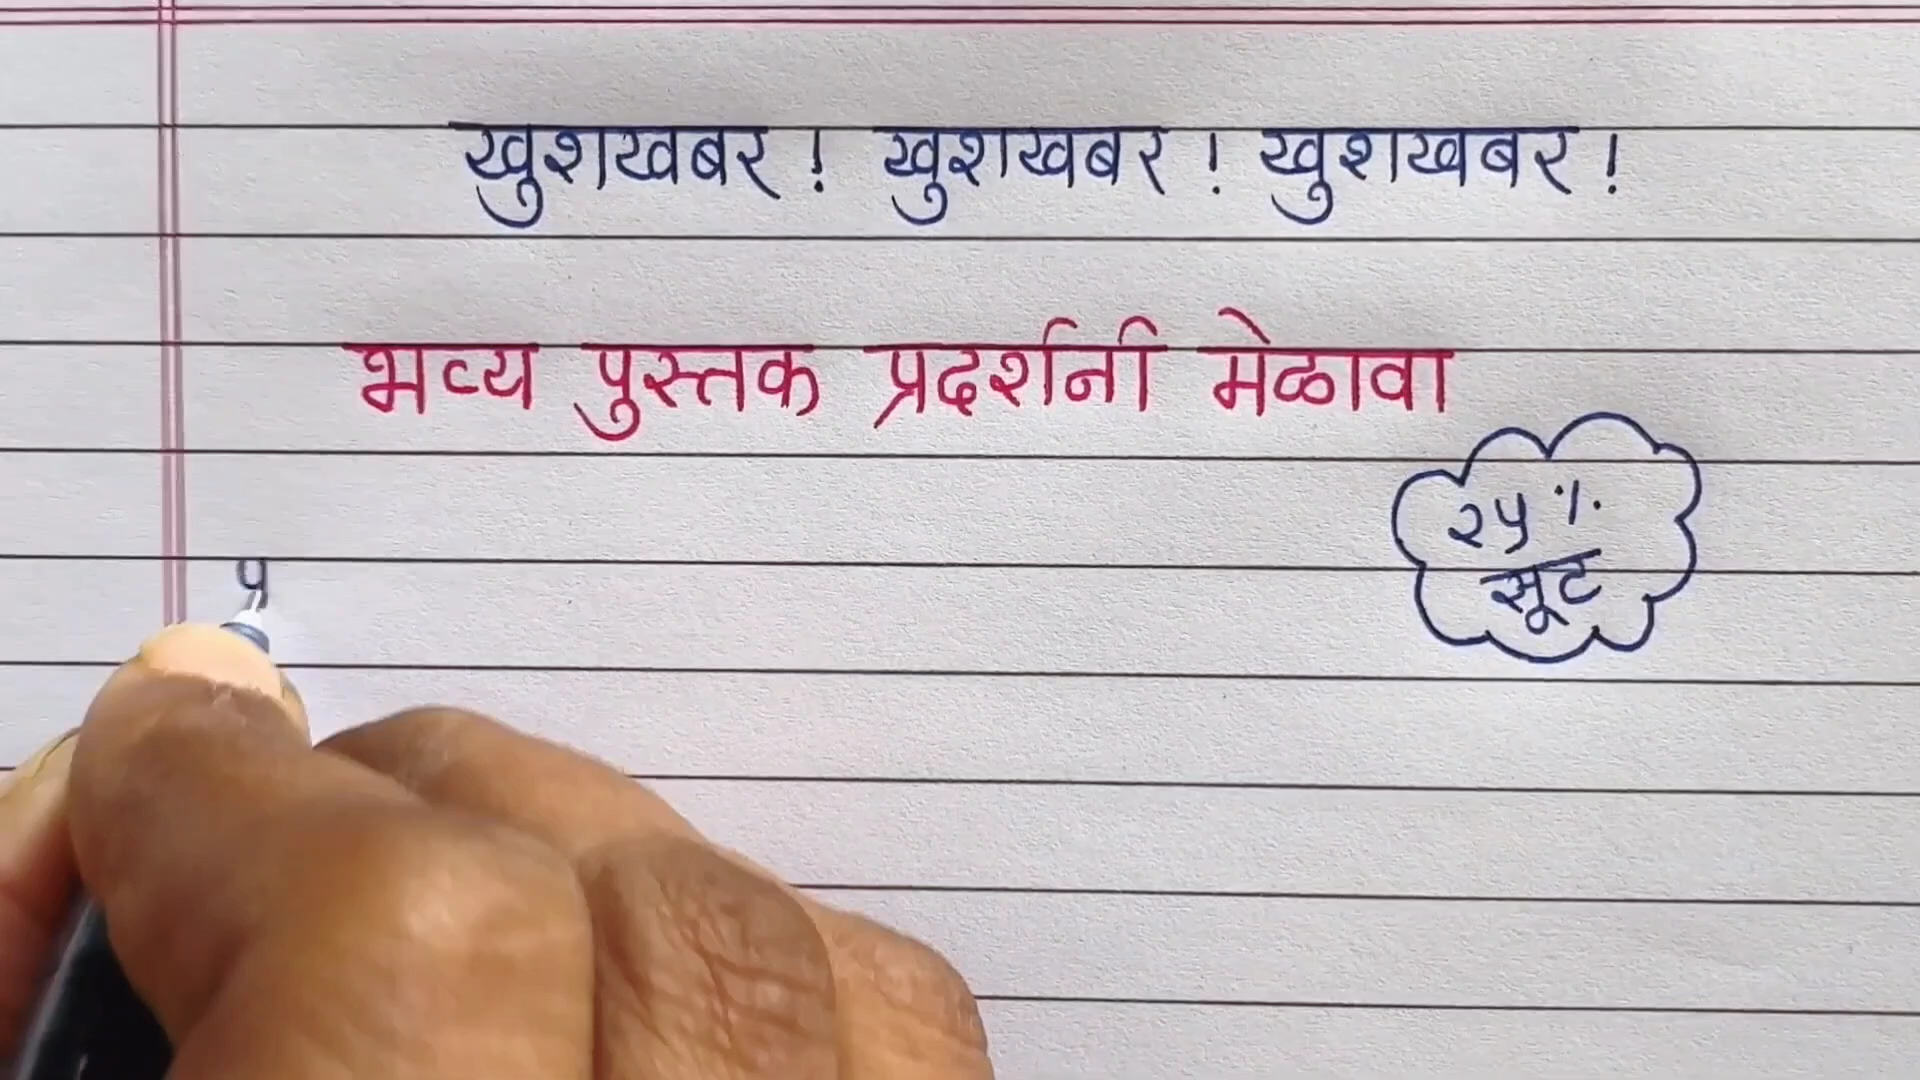 खुशखबर ! खुशखबर ! खुशखबर !
भव्य पुस्तक प्रदर्शनी मेळावा
२५ %
सूट